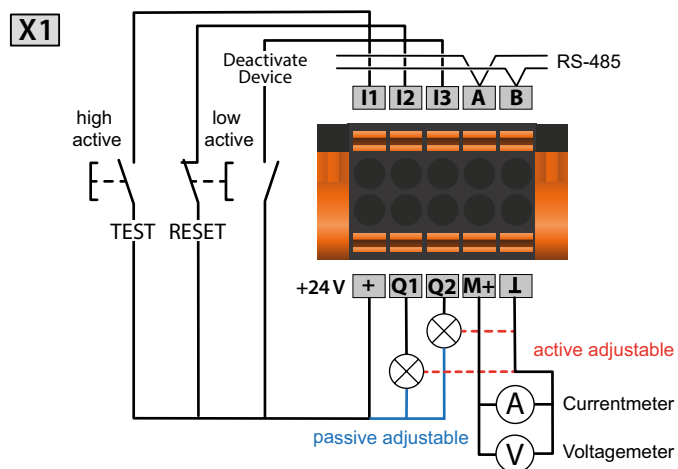 X1
Deactivate
Device
RS-485
I1 I2 I3 A B
high
active
low
active
TEST RESET
+24 V + Q1 Q2 M+ ⊥
active adjustable
passive adjustable
A Currentmeter
V Voltagemeter